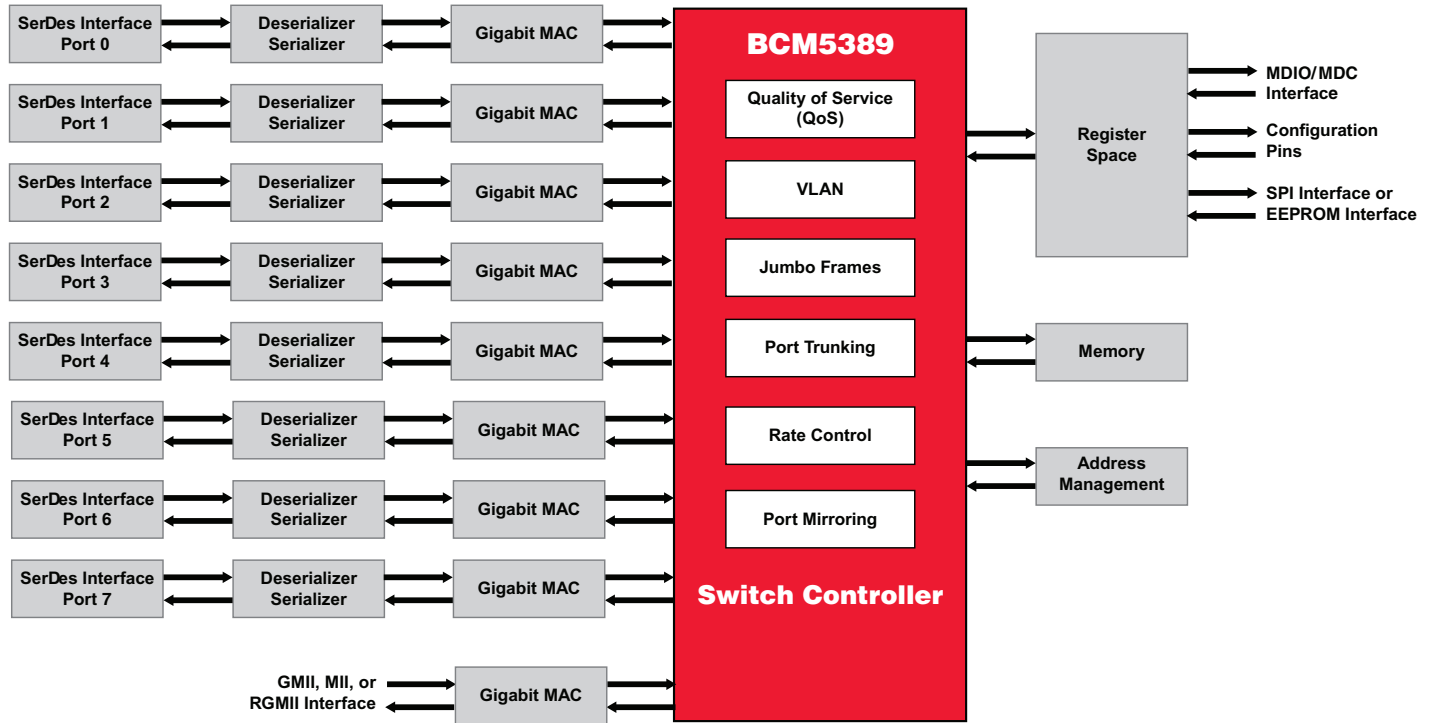 SerDes Interface
Port 0
Deserializer
Serializer
Gigabit MAC
SerDes Interface
Port 1
Deserializer
Serializer
Gigabit MAC
SerDes Interface
Port 2
Deserializer
Serializer
Gigabit MAC
SerDes Interface
Port 3
Deserializer
Serializer
Gigabit MAC
SerDes Interface
Port 4
Deserializer
Serializer
Gigabit MAC
SerDes Interface
Port 5
Deserializer
Serializer
Gigabit MAC
SerDes Interface
Port 6
Deserializer
Serializer
Gigabit MAC
SerDes Interface
Port 7
Deserializer
Serializer
Gigabit MAC
GMII, MII, or
RGMII Interface
Gigabit MAC
BCM5389
Quality of Service
(QoS)
VLAN
Jumbo Frames
Port Trunking
Rate Control
Port Mirroring
Switch Controller
Register
Space
MDIO/MDC
Interface
Configuration
Pins
SPI Interface or
EEPROM Interface
Memory
Address
Management